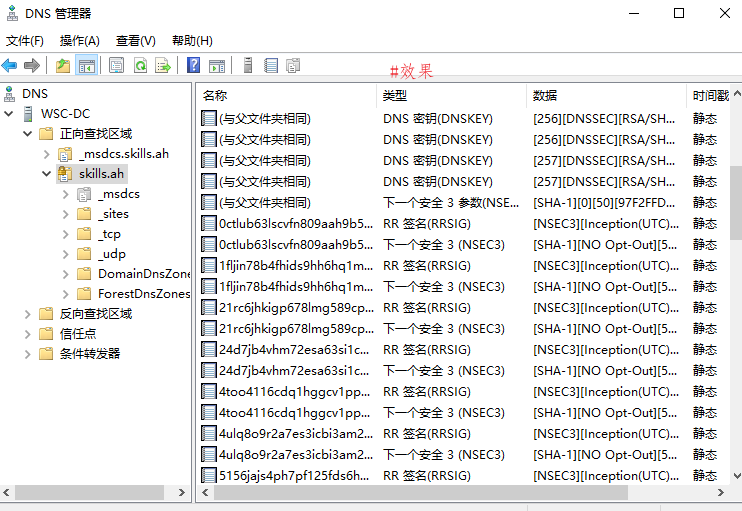 DNS 管理器
文件(F) 操作(A) 查看(V) 帮助(H)
#效果
DNS
WSC-DC
正向查找区域
_msdcs.skills.ah
skills.ah
_msdcs
_sites
_tcp
_udp
DomainDnsZone
ForestDnsZones
反向查找区域
信任点
条件转发器
名称 类型 数据 时间戳
(与父文件夹相同) DNS 密钥(DNSKEY) [256][DNSSEC][RSA/SH... 静态
(与父文件夹相同) DNS 密钥(DNSKEY) [256][DNSSEC][RSA/SH... 静态
(与父文件夹相同) DNS 密钥(DNSKEY) [257][DNSSEC][RSA/SH... 静态
(与父文件夹相同) DNS 密钥(DNSKEY) [257][DNSSEC][RSA/SH... 静态
(与父文件夹相同) 下一个安全 3 参数(NSE... [SHA-1][0][50][97F2FFD... 静态
0ctlub63lscvfn809aah9b5... RR 签名(RRSIG) [NSEC3][Inception(UTC)... 静态
0ctlub63lscvfn809aah9b5... 下一个安全 3 (NSEC3) [SHA-1][NO Opt-Out][5... 静态
1fljin78b4fhids9hh6hq1m... RR 签名(RRSIG) [NSEC3][Inception(UTC)... 静态
1fljin78b4fhids9hh6hq1m... 下一个安全 3 (NSEC3) [SHA-1][NO Opt-Out][5... 静态
21rc6jhkigp678lmg589cp... RR 签名(RRSIG) [NSEC3][Inception(UTC)... 静态
21rc6jhkigp678lmg589cp... 下一个安全 3 (NSEC3) [SHA-1][NO Opt-Out][5... 静态
24d7jb4vhm72esa63si1c... RR 签名(RRSIG) [NSEC3][Inception(UTC)... 静态
24d7jb4vhm72esa63si1c... 下一个安全 3 (NSEC3) [SHA-1][NO Opt-Out][5... 静态
4too4116cdq1hggcv1pp... RR 签名(RRSIG) [NSEC3][Inception(UTC)... 静态
4too4116cdq1hggcv1pp... 下一个安全 3 (NSEC3) [SHA-1][NO Opt-Out][5... 静态
4ulq8o9r2a7es3icbi3am2... RR 签名(RRSIG) [NSEC3][Inception(UTC)... 静态
4ulq8o9r2a7es3icbi3am2... 下一个安全 3 (NSEC3) [SHA-1][NO Opt-Out][5... 静态
5156jajs4ph7pf125fds6h... RR 签名(RRSIG) [NSEC3][Inception(UTC)... 静态